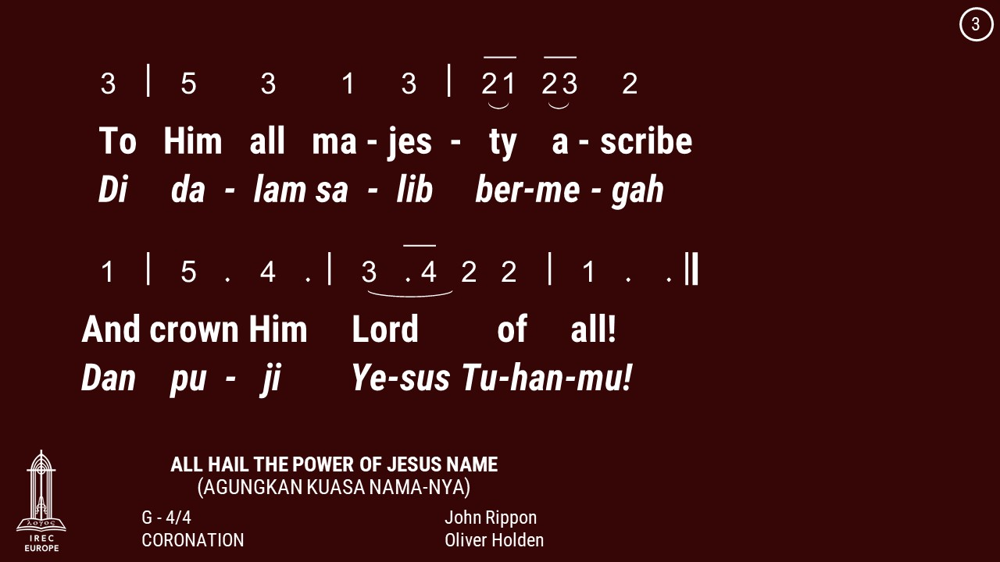 3
3 | 5 3 1 3 | 21 23 2
To Him all ma - jes - ty a - scribe
Di da - lam sa - lib ber-me - gah
1 | 5 . 4 . | 3 . 4 2 2 | 1 . . ||
And crown Him Lord of all!
Dan pu - ji Ye-sus Tu-han-mu!
ALL HAIL THE POWER OF JESUS NAME
(AGUNGKAN KUASA NAMA-NYA)
G - 4/4 John Rippon
CORONATION Oliver Holden
λογος
IREC
EUROPE